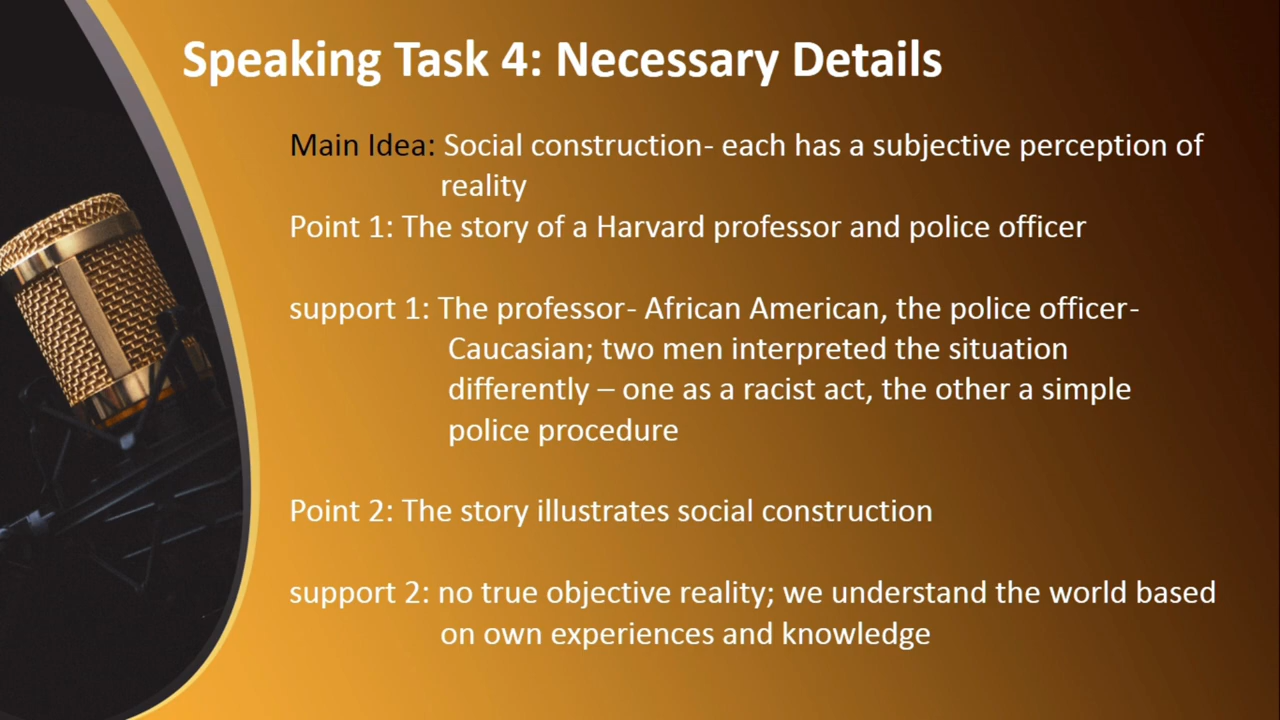 Speaking Task 4: Necessary Details
Main Idea: Social construction- each has a subjective perception of
reality
Point 1: The story of a Harvard professor and police officer
support 1: The professor- African American, the police officer-
Caucasian; two men interpreted the situation
differently – one as a racist act, the other a simple
police procedure
Point 2: The story illustrates social construction
support 2: no true objective reality; we understand the world based
on own experiences and knowledge